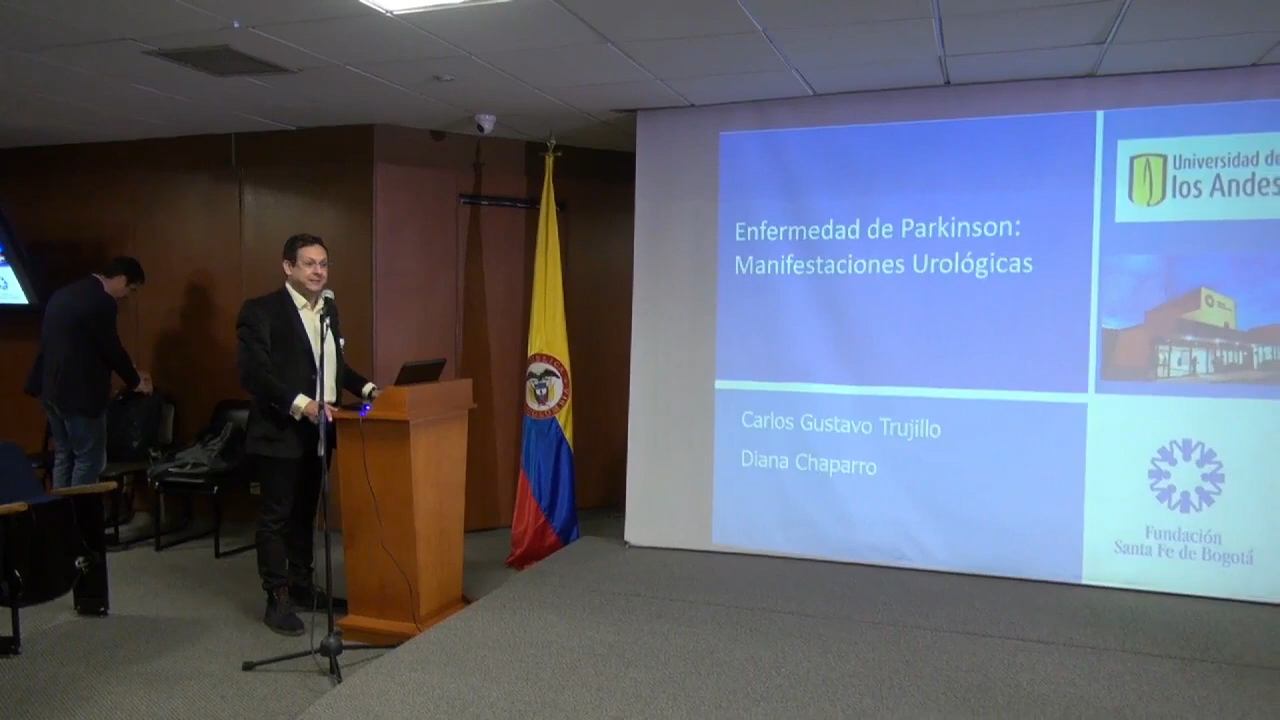 Enfermedad de Parkinson:
Manifestaciones Urológicas
Carlos Gustavo Trujillo
Diana Chaparro
Universidad de
los Andes
Fundación
Santa Fe de Bogotá